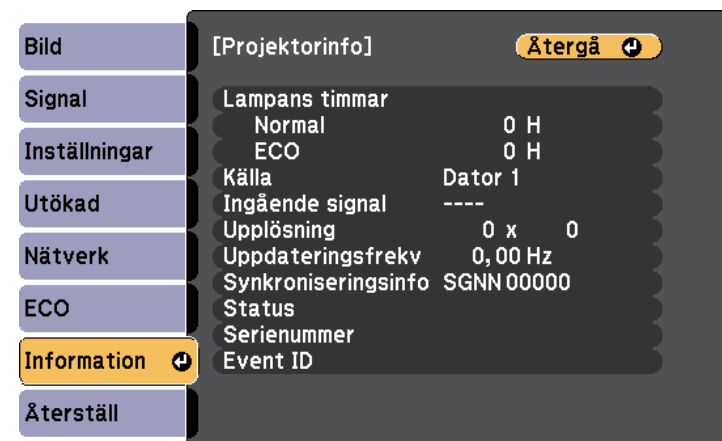 Bild
Signal
Inställningar
Utökad
Nätverk
ECO
Information
Återställ
[Projektorinfo] Återgå
Lampans timmar
Normal 0 H
ECO 0 H
Källa Dator 1
Ingående signal ----
Upplösning 0 x 0
Uppdateringsfrekv 0,00 Hz
Synkroniseringsinfo SGNN 00000
Status
Serienummer
Event ID